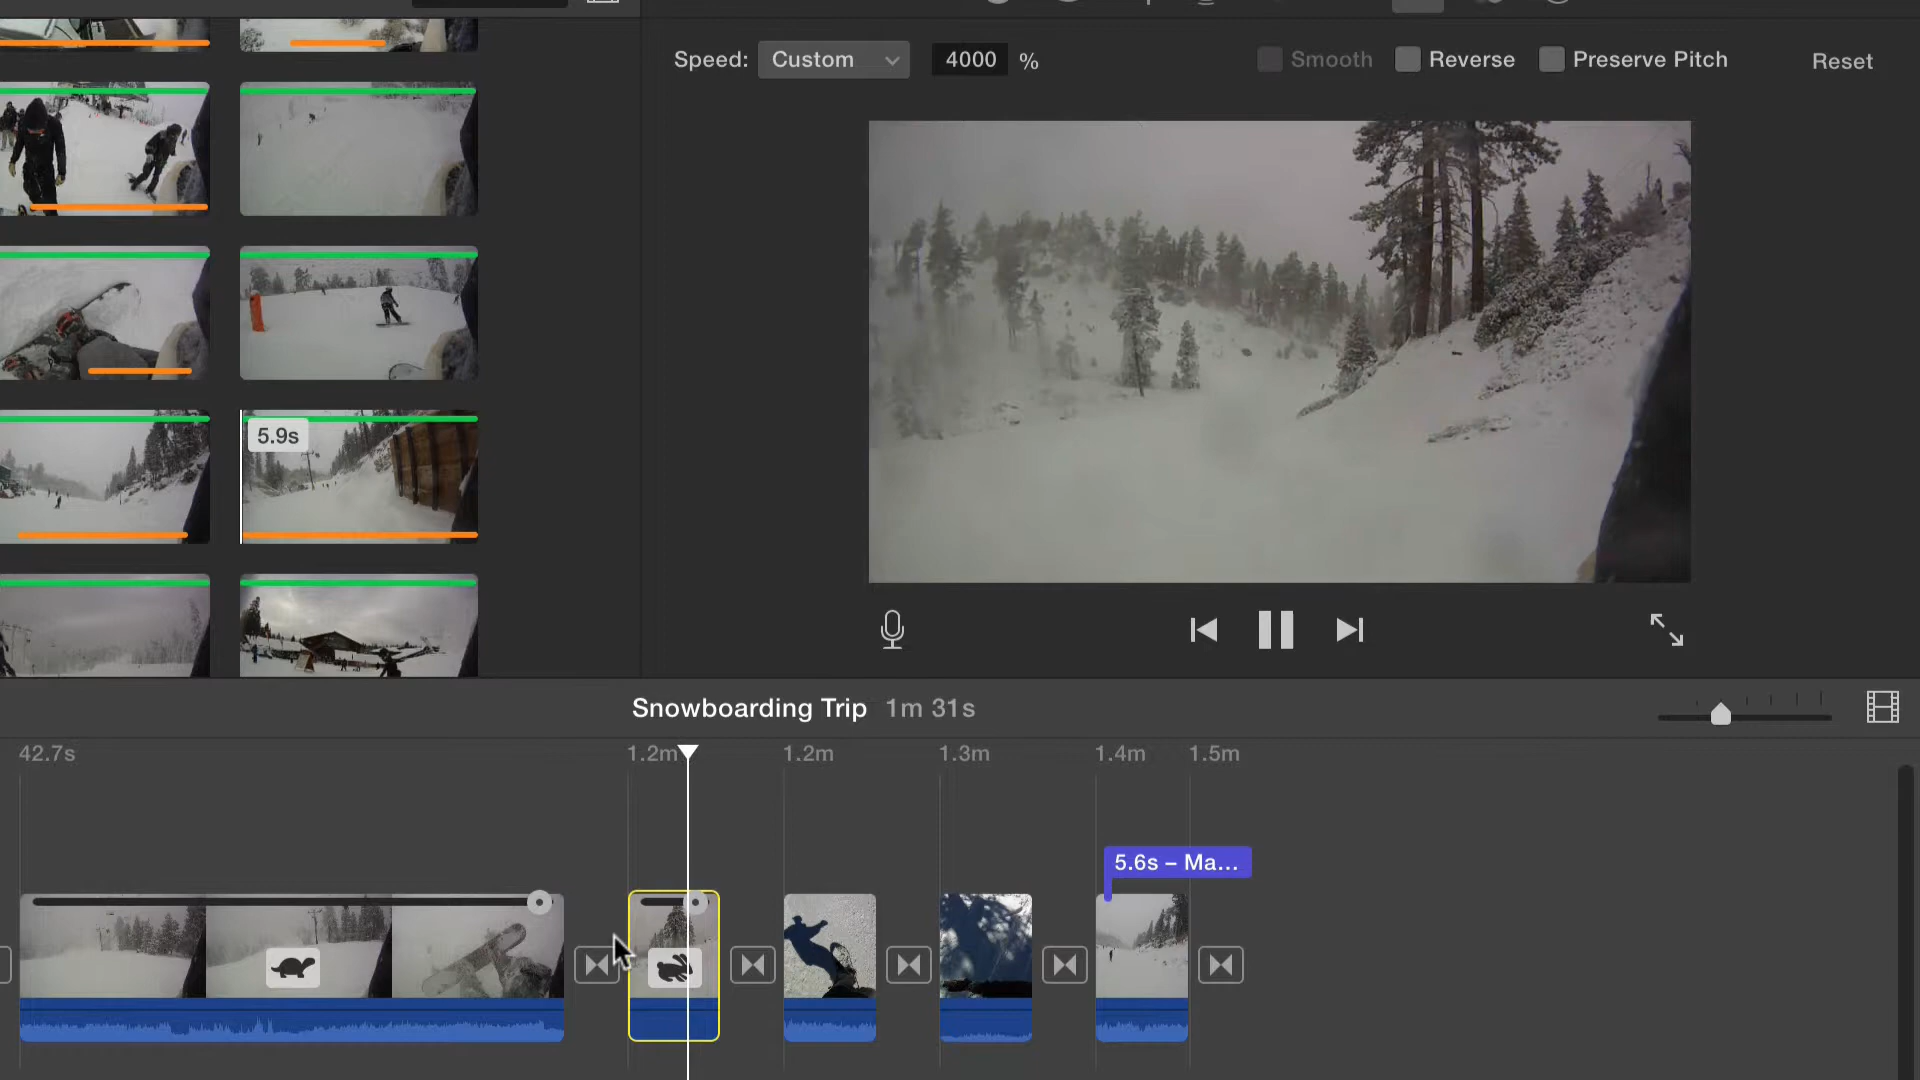 Speed: Custom 4000 % Smooth Reverse Preserve Pitch Reset
5.9s
Snowboarding Trip 1m 31s
42.7s 1.2m 1.2m 1.3m 1.4m 1.5m
5.6s – Ma...